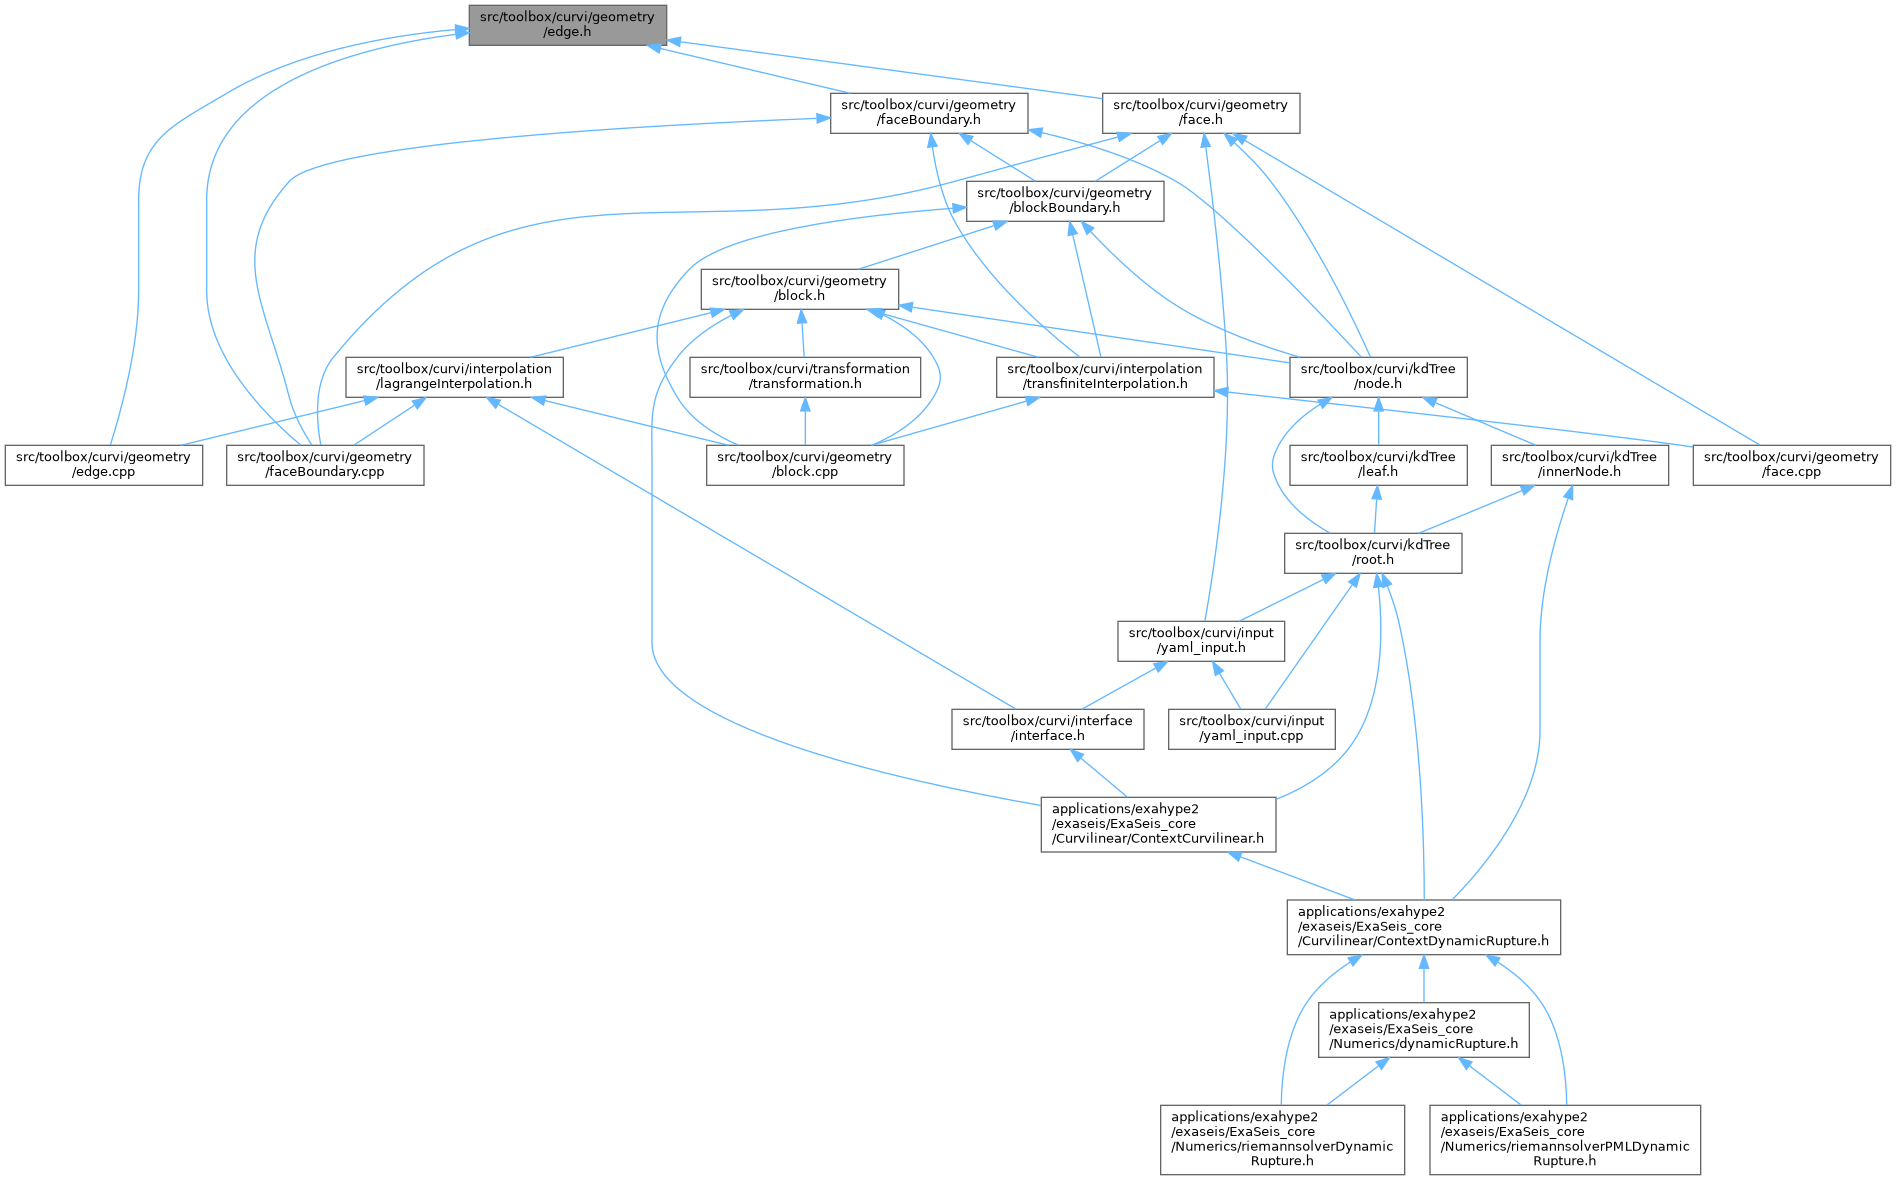 src/toolbox/curvi/geometry
/edge.h
src/toolbox/curvi/geometry
/faceBoundary.h
src/toolbox/curvi/geometry
/face.h
src/toolbox/curvi/geometry
/blockBoundary.h
src/toolbox/curvi/geometry
/block.h
src/toolbox/curvi/interpolation
/lagrangeInterpolation.h
src/toolbox/curvi/transformation
/transformation.h
src/toolbox/curvi/interpolation
/transfiniteInterpolation.h
src/toolbox/curvi/kdTree
/node.h
src/toolbox/curvi/geometry
/edge.cpp
src/toolbox/curvi/geometry
/faceBoundary.cpp
src/toolbox/curvi/geometry
/block.cpp
src/toolbox/curvi/kdTree
/leaf.h
src/toolbox/curvi/kdTree
/innerNode.h
src/toolbox/curvi/geometry
/face.cpp
src/toolbox/curvi/kdTree
/root.h
src/toolbox/curvi/input
/yaml_input.h
src/toolbox/curvi/interface
/interface.h
src/toolbox/curvi/input
/yaml_input.cpp
applications/exahype2
/exaseis/ExaSeis_core
/Curvilinear/ContextCurvilinear.h
applications/exahype2
/exaseis/ExaSeis_core
/Curvilinear/ContextDynamicRupture.h
applications/exahype2
/exaseis/ExaSeis_core
/Numerics/dynamicRupture.h
applications/exahype2
/exaseis/ExaSeis_core
/Numerics/riemannsolverDynamic
Rupture.h
applications/exahype2
/exaseis/ExaSeis_core
/Numerics/riemannsolverPMLDynamic
Rupture.h